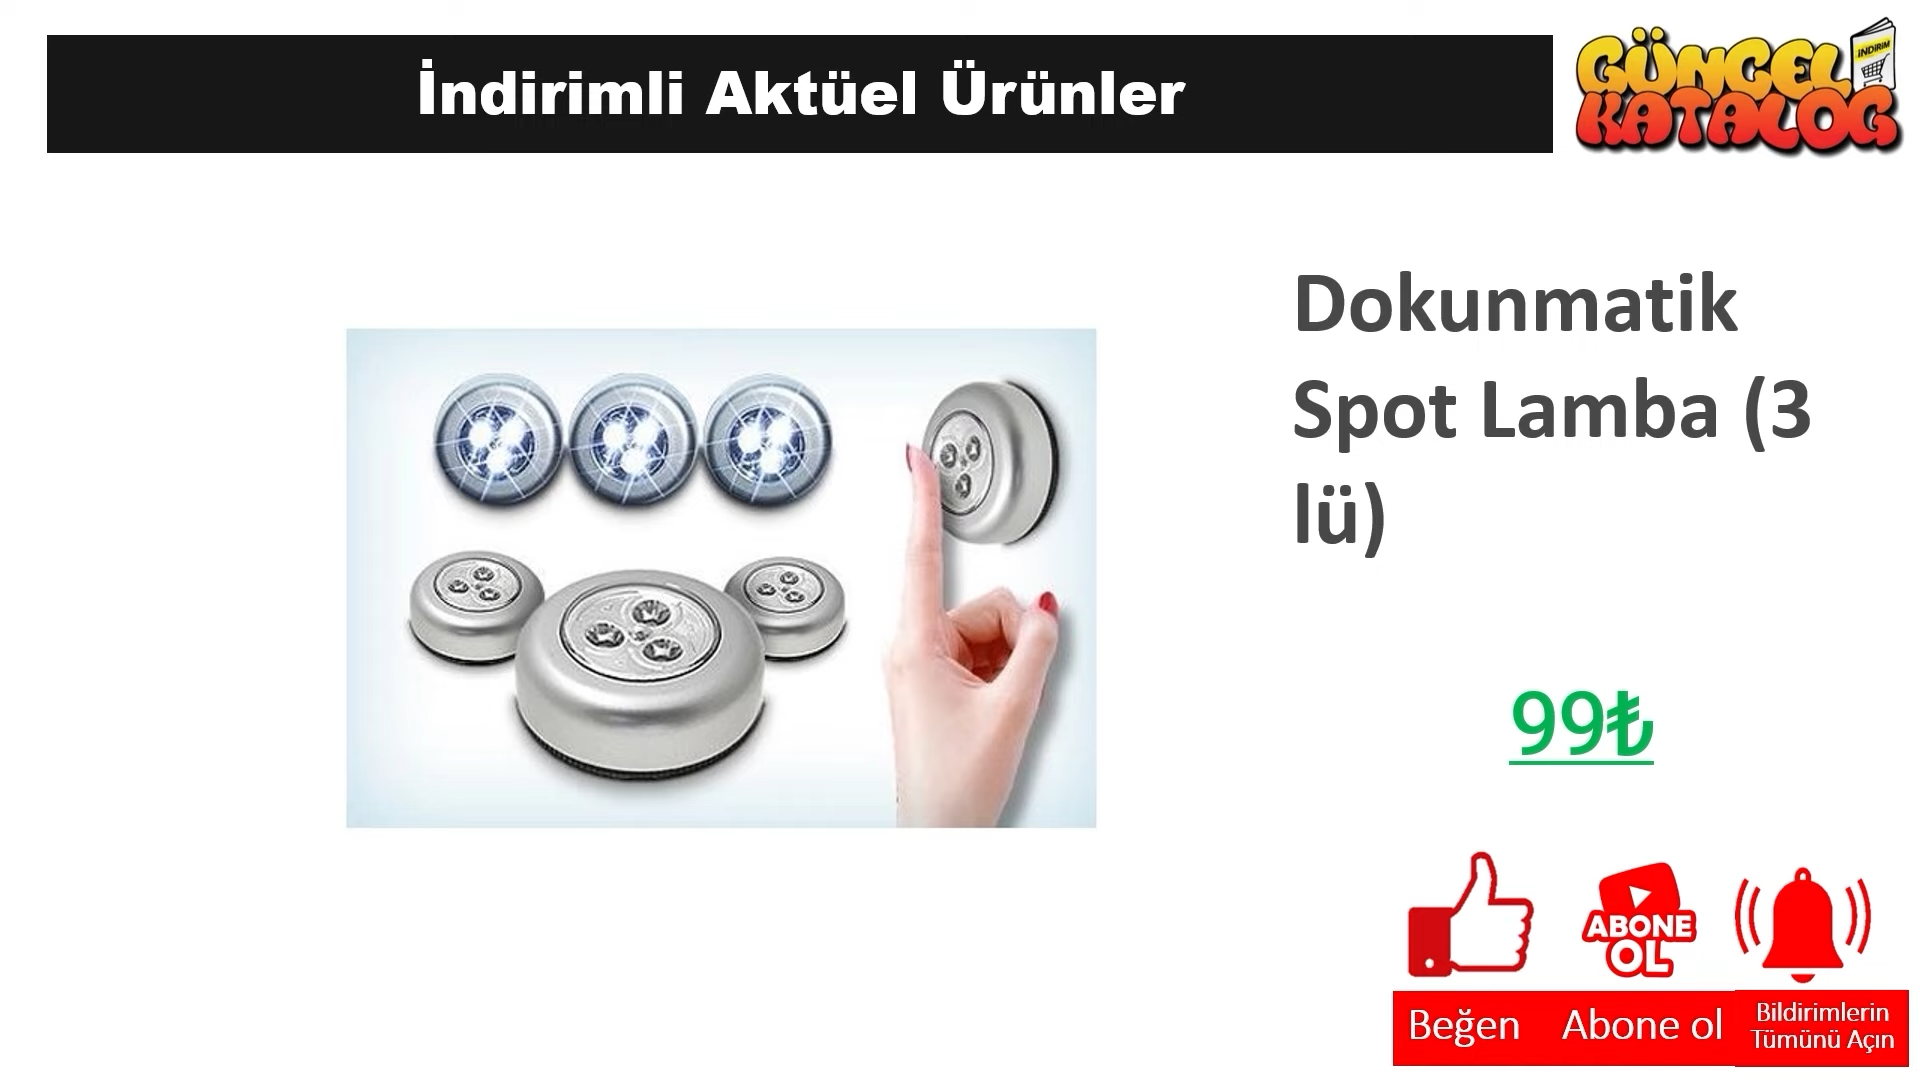 İndirimli Aktüel Ürünler
GÜNCEL
KATALOG
İNDİRİM
Dokunmatik
Spot Lamba (3
lü)
99₺
ABONE
OL
Beğen
Abone ol
Bildirimlerin
Tümünü Açın